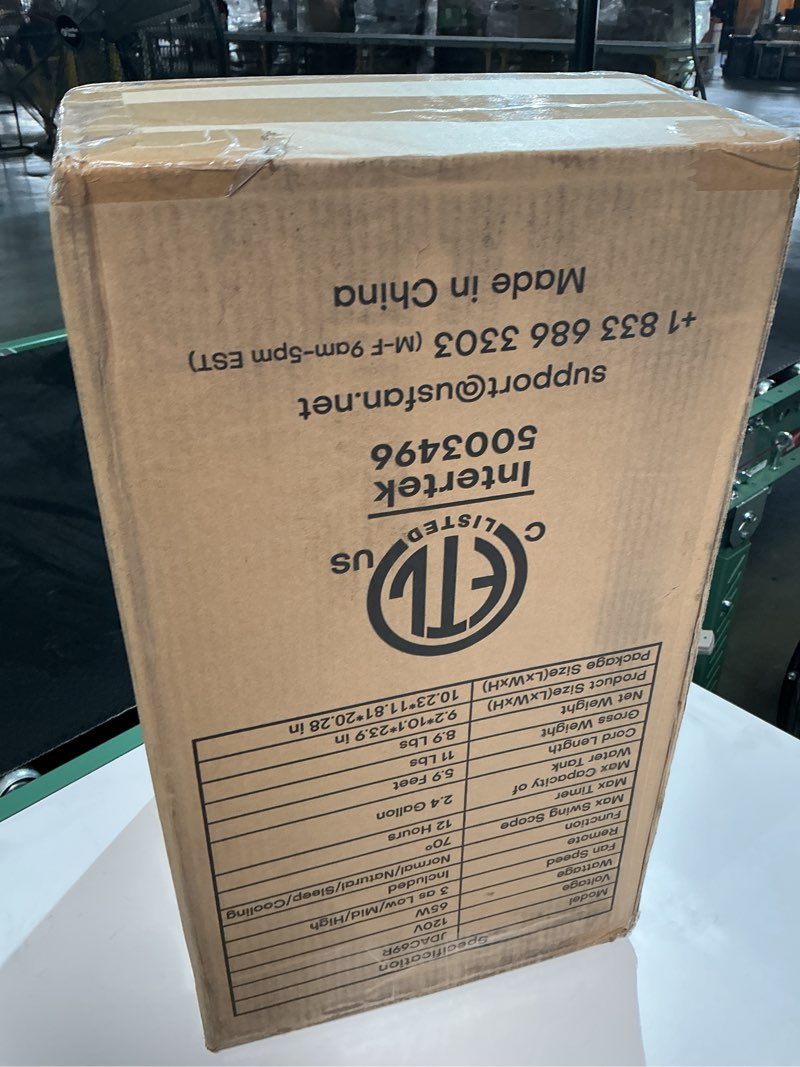 Specification
Model JDAC69R
Voltage 120V
Wattage 65W
Fan Speed 3 as Low/Mid/High
Remote Included
Function Normal/Natural/Sleep/Cooling
Max Swing Scope 70°
Max Timer 12 Hours
Max Capacity of
Water Tank 2.4 Gallon
Cord Length 5.9 Feet
Gross Weight 11 Lbs
Net Weight 8.9 Lbs
Product Size(LxWxH) 9.2*10.1*23.9 in
Package Size(LxWxH) 10.23*11.81*20.28 in
ETL
C LISTED US
Intertek
5003496
support@usfan.net
+1 833 686 3303 (M-F 9am-5pm EST)
Made in China